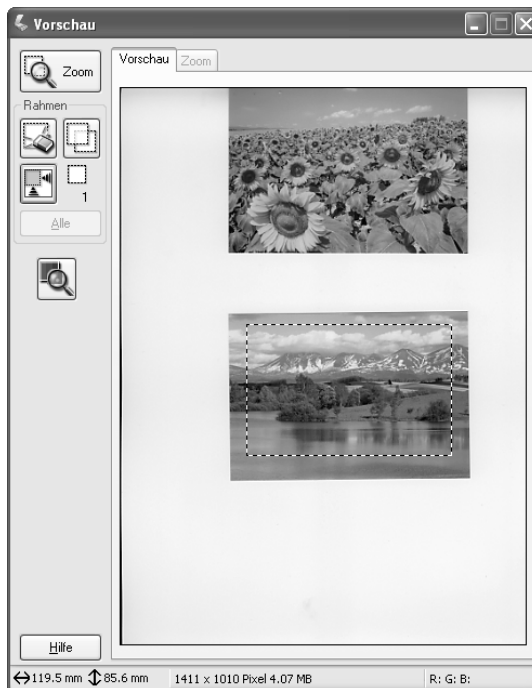 Vorschau
Zoom
Vorschau
Zoom
Rahmen
1
Alle
Hilfe
119.5 mm 85.6 mm 1411 x 1010 Pixel 4.07 MB R: G: B: